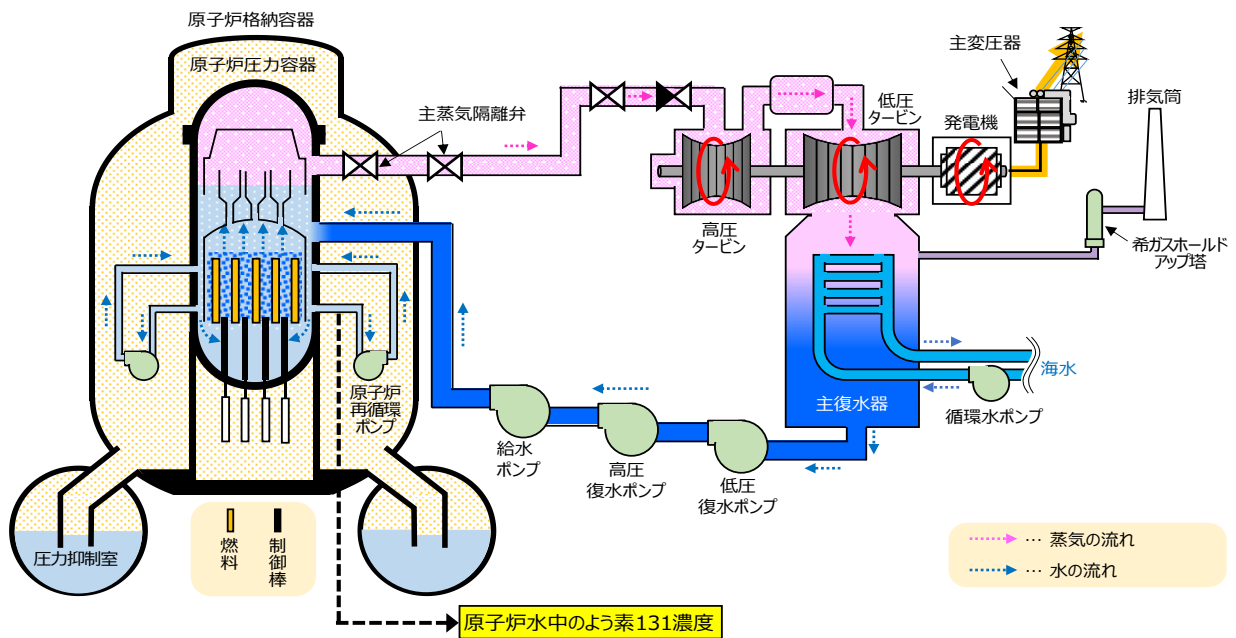 原子炉格納容器
原子炉圧力容器
主蒸気隔離弁
主変圧器
低圧
タービン
発電機
排気筒
高圧
タービン
希ガスホールド
アップ塔
海水
循環水ポンプ
主復水器
原子炉
再循環
ポンプ
給水
ポンプ
高圧
復水ポンプ
低圧
復水ポンプ
圧力抑制室
燃料
制御棒
… 蒸気の流れ
… 水の流れ
原子炉水中のよう素131濃度